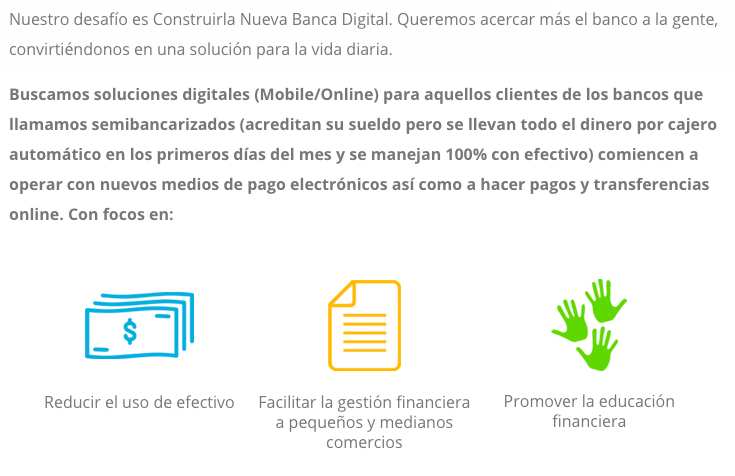 Nuestro desafío es Construirla Nueva Banca Digital. Queremos acercar más el banco a la gente,
convirtiéndonos en una solución para la vida diaria.
Buscamos soluciones digitales (Mobile/Online) para aquellos clientes de los bancos que
llamamos semibancarizados (acreditan su sueldo pero se llevan todo el dinero por cajero
automático en los primeros días del mes y se manejan 100% con efectivo) comiencen a
operar con nuevos medios de pago electrónicos así como a hacer pagos y transferencias
online. Con focos en:
$
Reducir el uso de efectivo
Facilitar la gestión financiera
a pequeños y medianos
comercios
Promover la educación
financiera